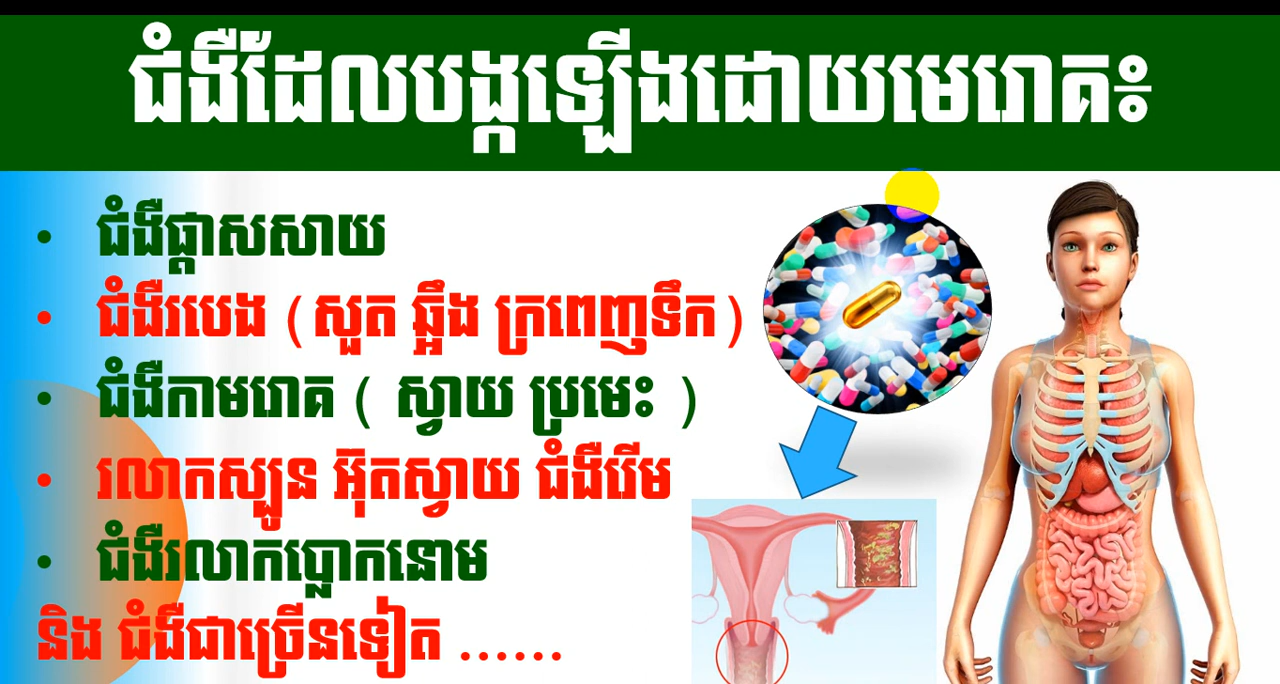 ជំងឺដែលបង្កឡើងដោយមេរោគ៖
• ជំងឺផ្តាសសាយ
• ជំងឺរបេង (សួត ឆ្អឹង ក្រពេញទឹក)
• ជំងឺកាមរោគ ( ស្វាយ ប្រមេះ )
• រលាកស្បូន អ៊ុតស្វាយ ជំងឺរើម
• ជំងឺរលាកប្លោកនោម
និង ជំងឺជាច្រើនទៀត ......